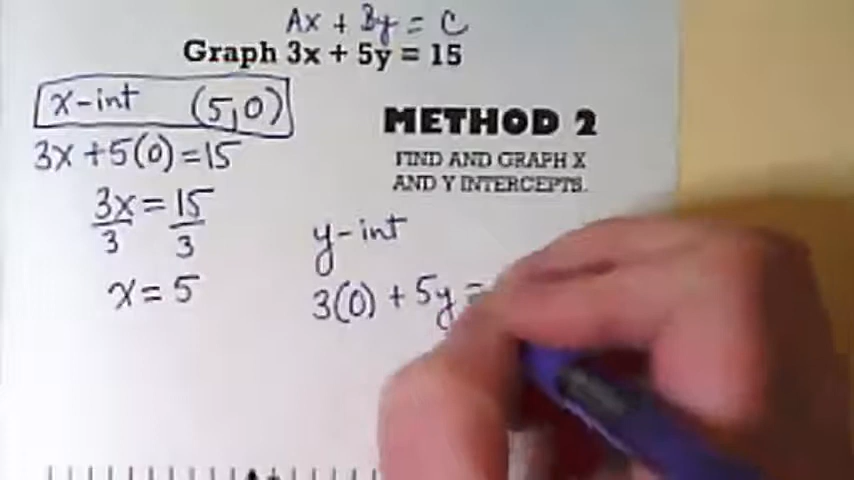 Ax + By = C
Graph 3x + 5y = 15
x-int (5,0)
3x + 5(0) = 15
3x = 15
3 3
x = 5
METHOD 2
FIND AND GRAPH X
AND Y INTERCEPTS.
y-int
3(0) + 5y =